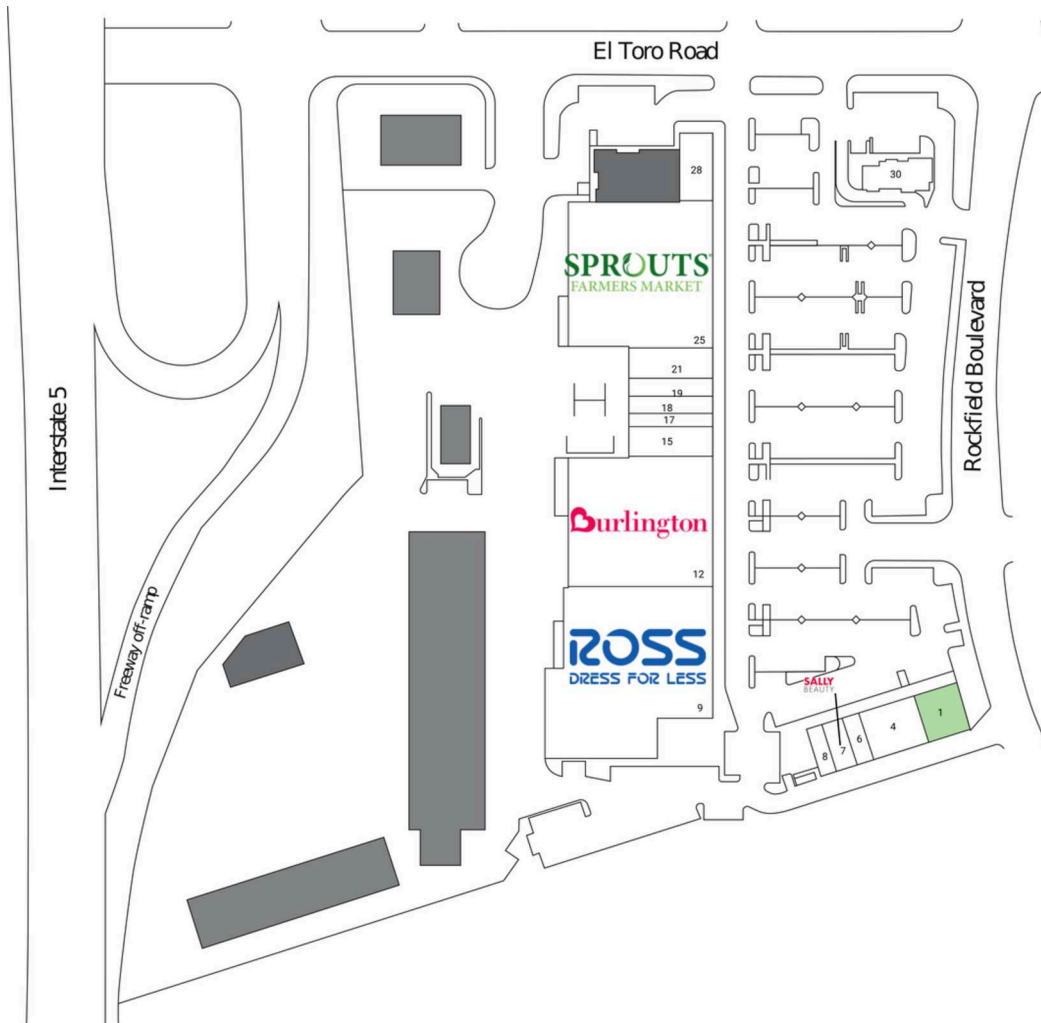 El Toro Road
28
30
SPROUTS
FARMERS MARKET
25
21
19
18
17
15
Burlington
12
ROSS
DRESS FOR LESS
9
SALLY
BEAUTY
8
7
6
4
1
Interstate 5
Freeway off-ramp
Rockfield Boulevard